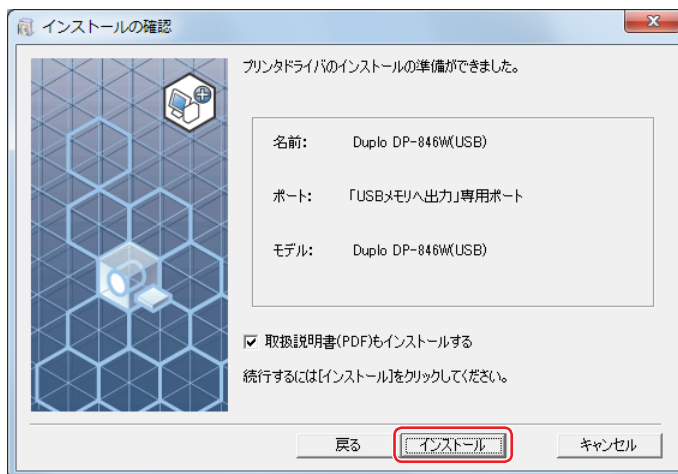 インストールの確認
プリンタドライバのインストールの準備ができました。
名前: Duplo DP-846W(USB)
ポート: 「USBメモリへ出力」専用ポート
モデル: Duplo DP-846W(USB)
取扱説明書(PDF)もインストールする
続行するには[インストール]をクリックしてください。
戻る インストール キャンセル